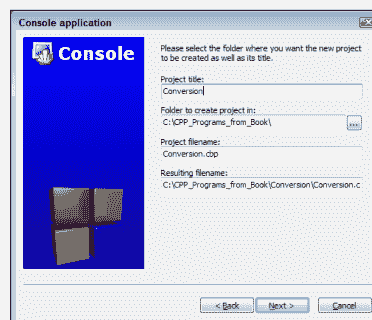 Console application
Console
Please select the folder where you want the new project
to be created as well as its title.
Project title:
Conversion
Folder to create project in:
C:\CPP_Programs_from_Book\
...
Project filename:
Conversion.cbp
Resulting filename:
C:\CPP_Programs_from_Book\Conversion\Conversion.c
< Back
Next >
Cancel